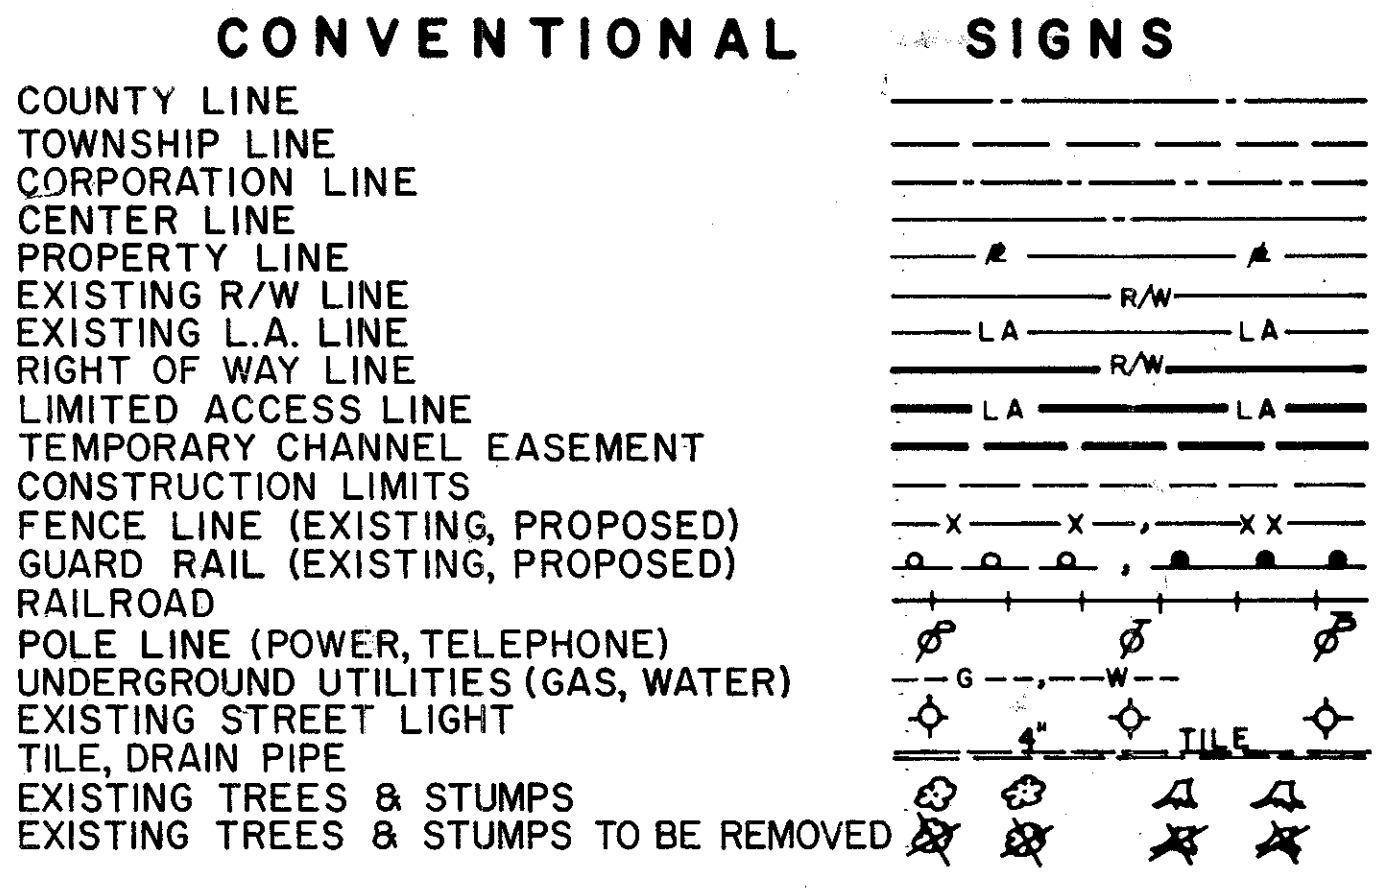 CONVENTIONAL SIGNS
COUNTY LINE
TOWNSHIP LINE
CORPORATION LINE
CENTER LINE
PROPERTY LINE
EXISTING R/W LINE R/W
EXISTING L.A. LINE LA LA
RIGHT OF WAY LINE R/W
LIMITED ACCESS LINE LA LA
TEMPORARY CHANNEL EASEMENT
CONSTRUCTION LIMITS
FENCE LINE (EXISTING, PROPOSED) X X , X X
GUARD RAIL (EXISTING, PROPOSED) ,
RAILROAD
POLE LINE (POWER, TELEPHONE) P T B
UNDERGROUND UTILITIES (GAS, WATER) G , W
EXISTING STREET LIGHT
TILE, DRAIN PIPE 4" TILE
EXISTING TREES & STUMPS
EXISTING TREES & STUMPS TO BE REMOVED